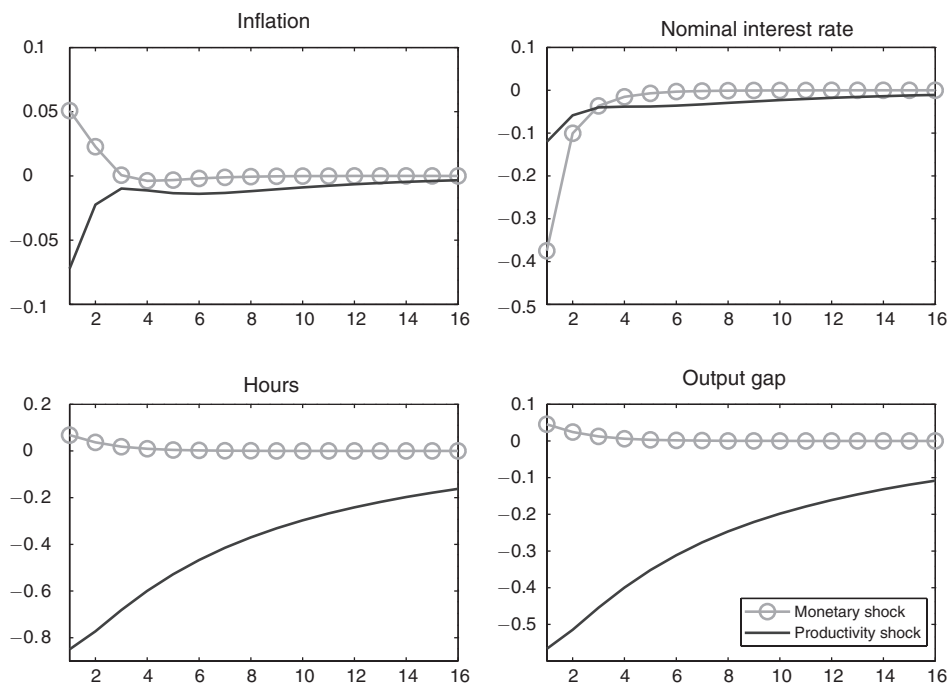 Inflation
0.1
0.05
0
−0.05
−0.1
2 4 6 8 10 12 14 16
Nominal interest rate
0.1
0
−0.1
−0.2
−0.3
−0.4
−0.5
2 4 6 8 10 12 14 16
Hours
0.2
0
−0.2
−0.4
−0.6
−0.8
2 4 6 8 10 12 14 16
Output gap
0.1
0
−0.1
−0.2
−0.3
−0.4
−0.5
2 4 6 8 10 12 14 16
Monetary shock
Productivity shock